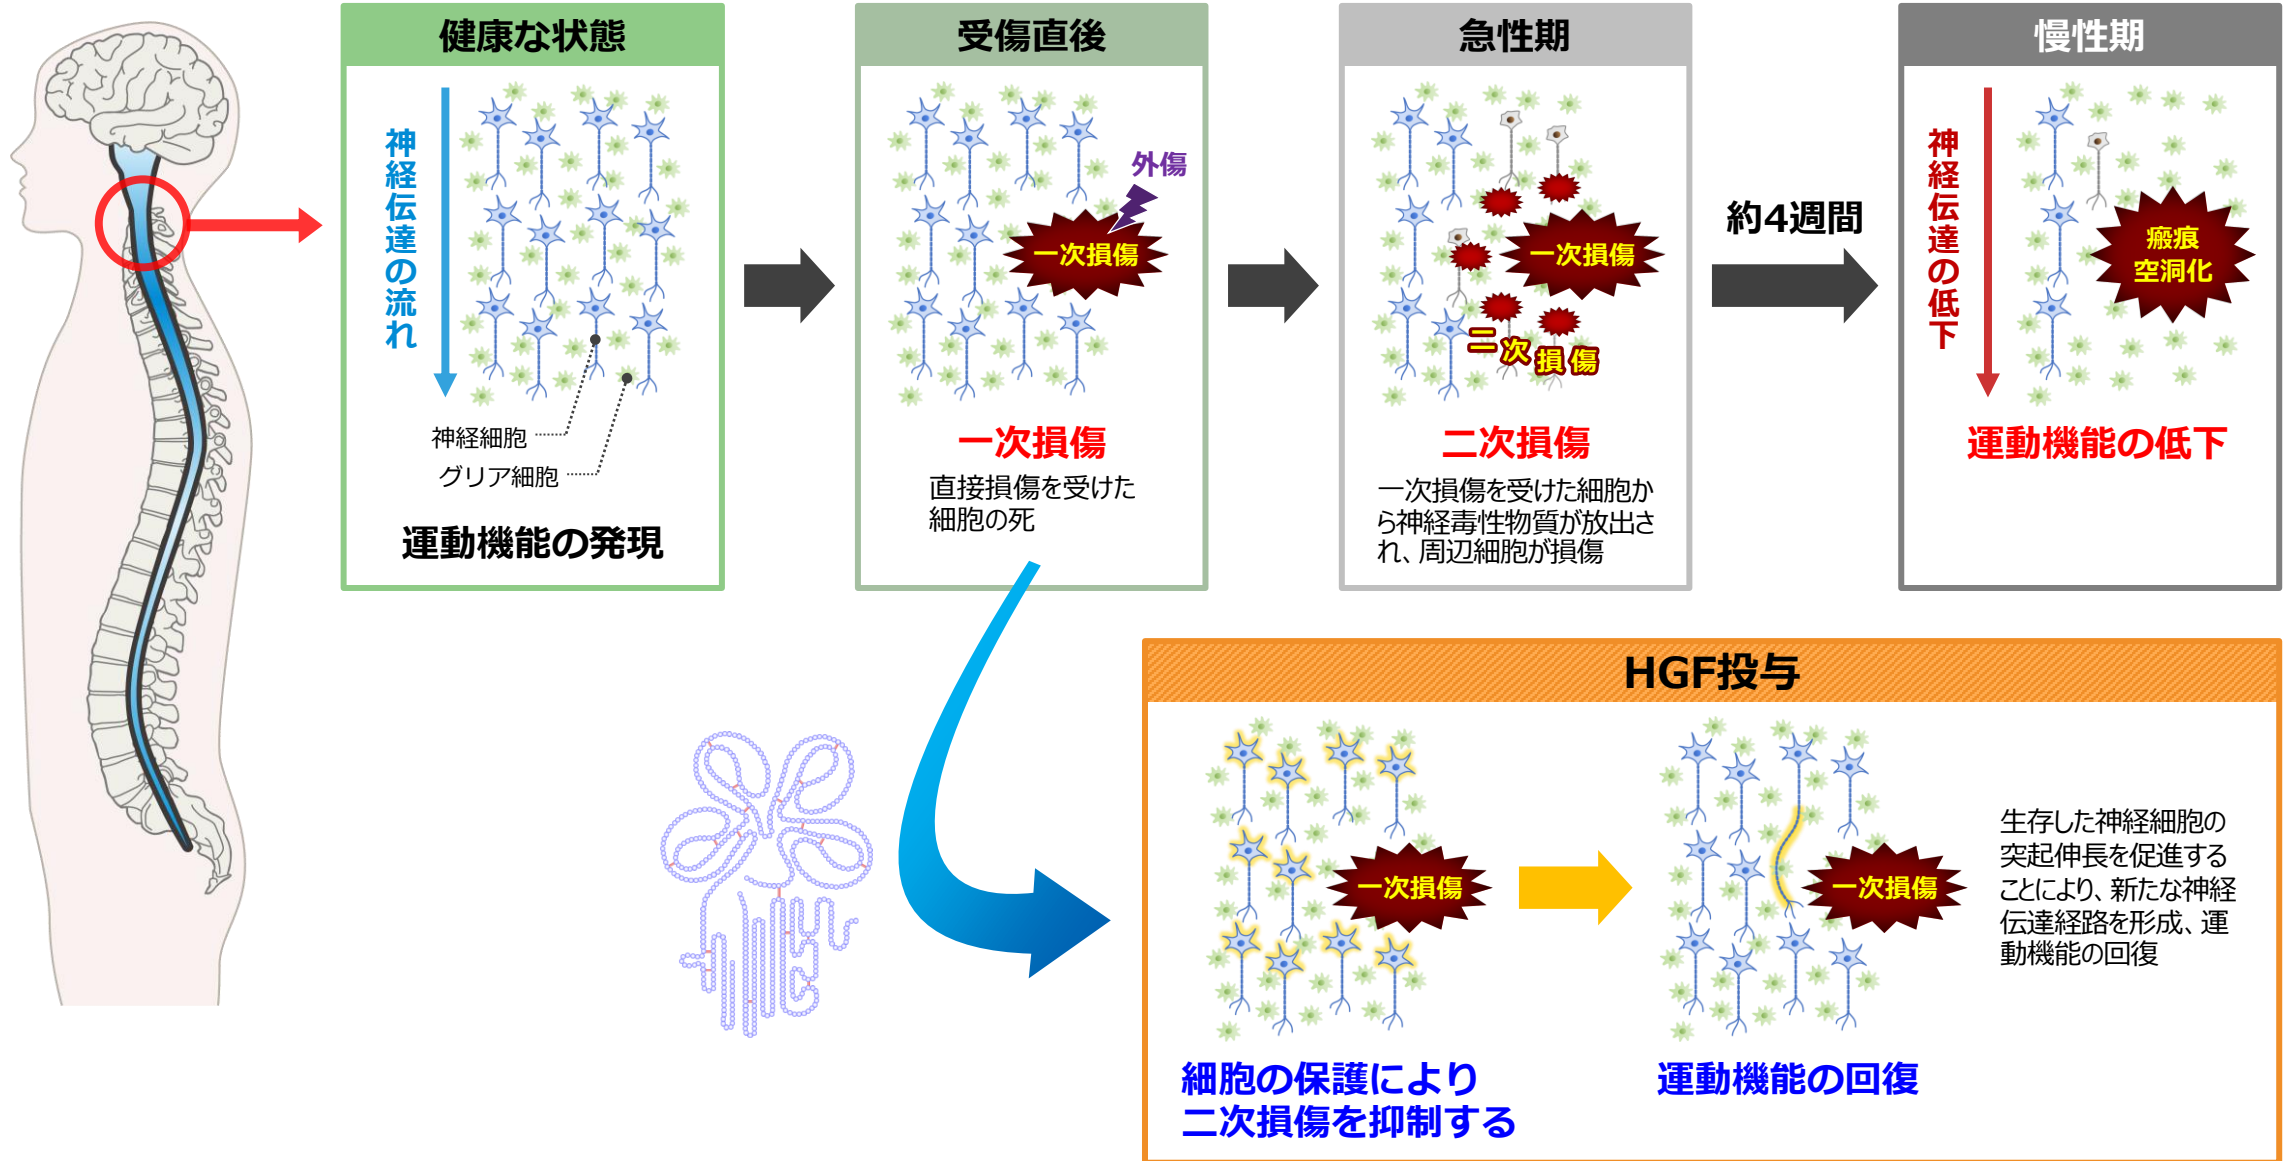 健康な状態
神経伝達の流れ
神経細胞
グリア細胞
運動機能の発現
受傷直後
外傷
一次損傷
一次損傷
直接損傷を受けた
細胞の死
急性期
一次損傷
二次損傷
二次損傷
一次損傷を受けた細胞か
ら神経毒性物質が放出さ
れ、周辺細胞が損傷
約4週間
慢性期
神経伝達の低下
瘢痕
空洞化
運動機能の低下
HGF投与
一次損傷
細胞の保護により
二次損傷を抑制する
一次損傷
運動機能の回復
生存した神経細胞の
突起伸長を促進する
ことにより、新たな神経
伝達経路を形成、運
動機能の回復